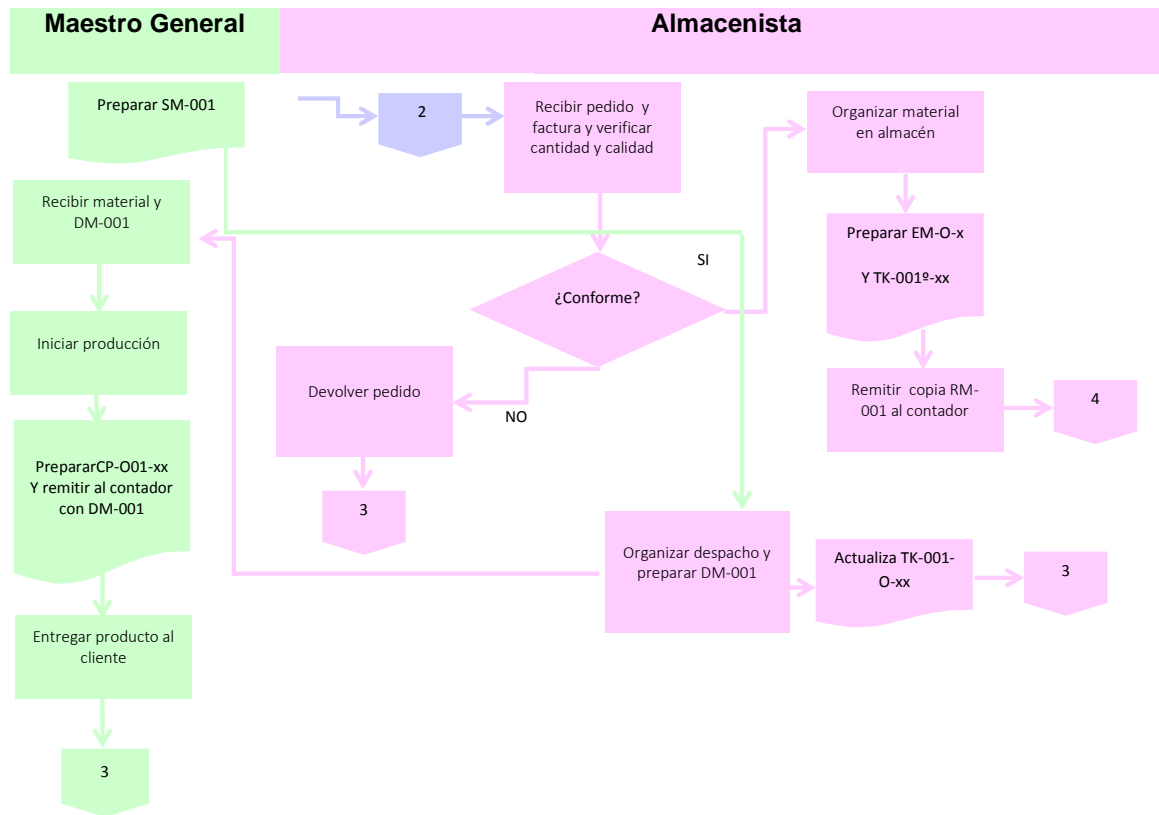 Maestro General
Almacenista
Preparar SM-001
2
Recibir pedido y
factura y verificar
cantidad y calidad
Organizar material
en almacén
Recibir material y
DM-001
Preparar EM-O-x
Y TK-001º-xx
SI
¿Conforme?
Iniciar producción
Devolver pedido
NO
Remitir copia RM-
001 al contador
4
PrepararCP-O01-xx
Y remitir al contador
con DM-001
3
Organizar despacho y
preparar DM-001
Actualiza TK-001-
O-xx
3
Entregar producto al
cliente
3